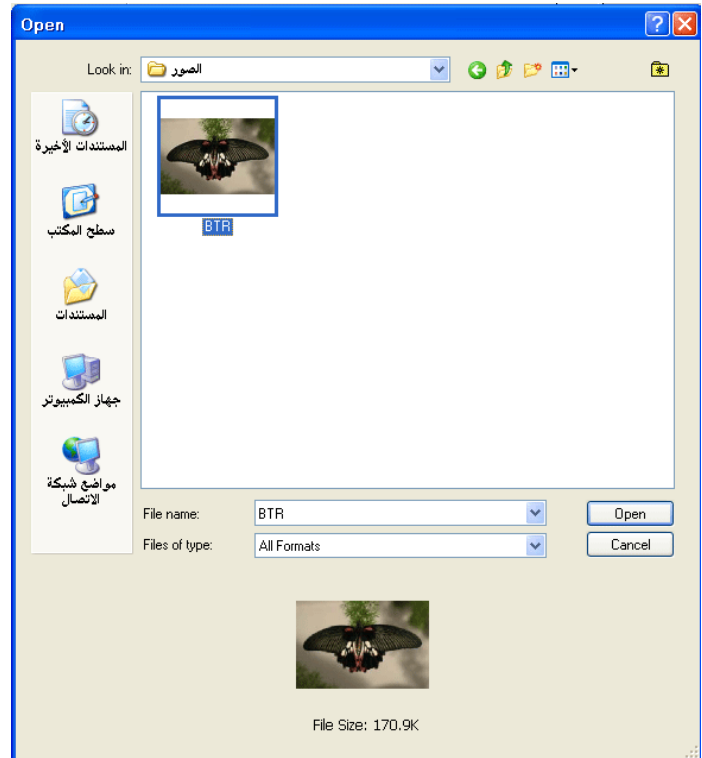 Open
Look in:
الصور
المستندات الأخيرة
سطح المكتب
المستندات
جهاز الكمبيوتر
مواضع شبكة
الاتصال
BTR
File name:
BTR
Open
Files of type:
All Formats
Cancel
File Size: 170.9K